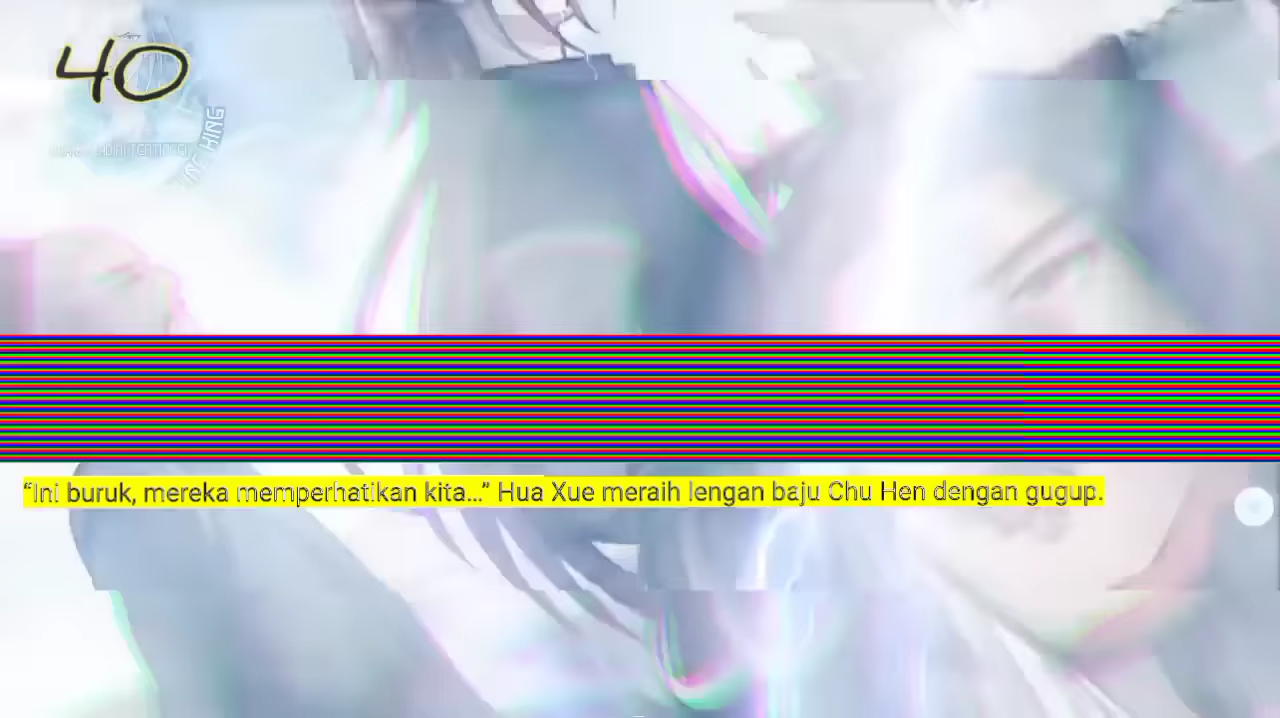 40
“Ini buruk, mereka memperhatikan kita...” Hua Xue meraih lengan baju Chu Hen dengan gugup.